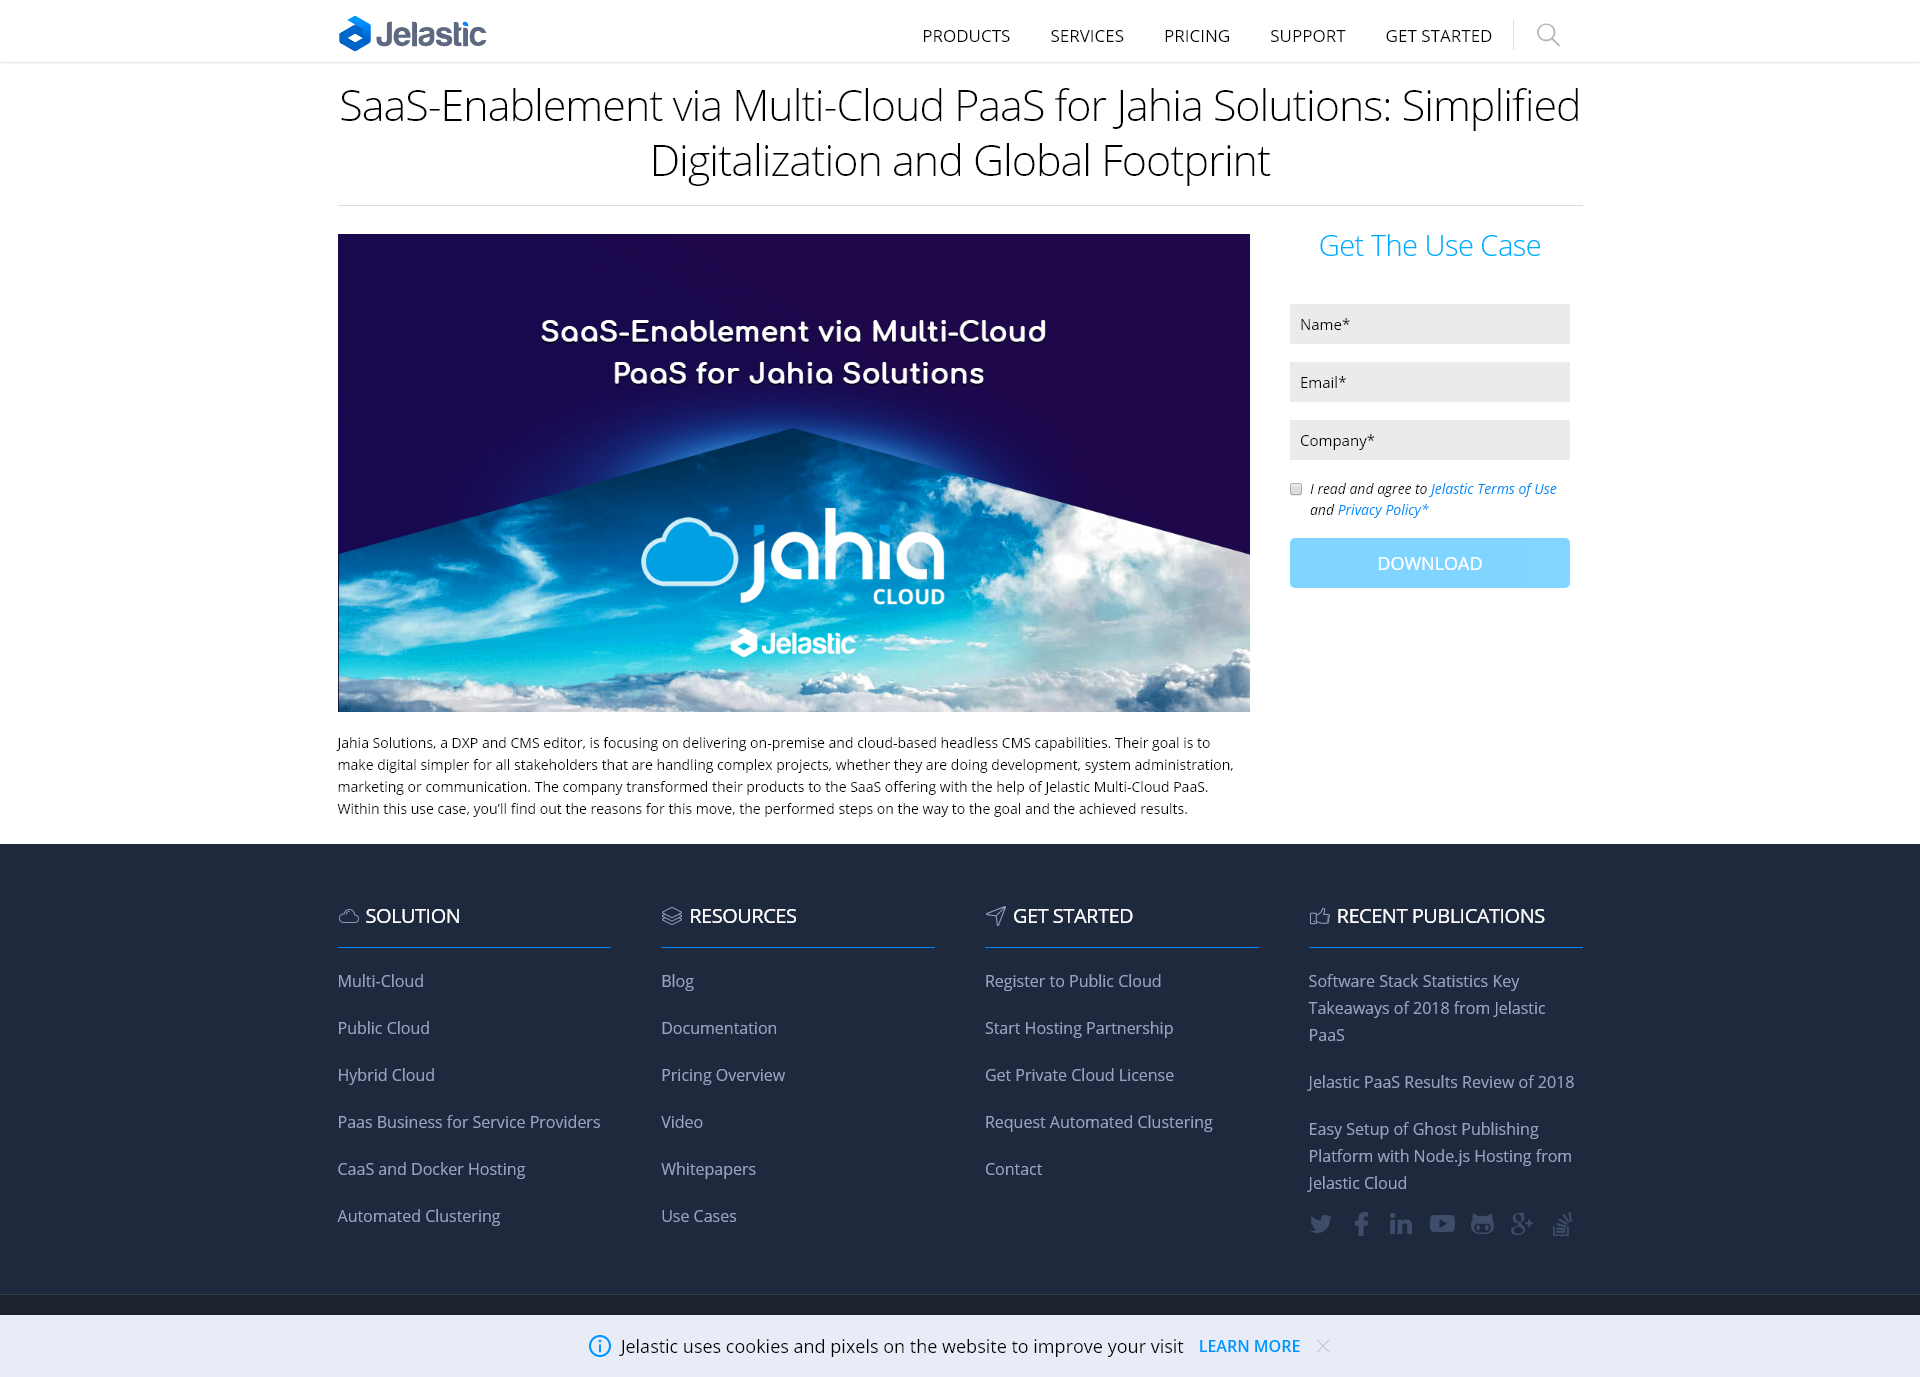 Jelastic
PRODUCTS
SERVICES
PRICING
SUPPORT
GET STARTED
SaaS-Enablement via Multi-Cloud PaaS for Jahia Solutions: Simplified
Digitalization and Global Footprint
SaaS-Enablement via Multi-Cloud
PaaS for Jahia Solutions
jahia
CLOUD
Jelastic
Get The Use Case
Name*
Email*
Company*
I read and agree to Jelastic Terms of Use
and Privacy Policy*
DOWNLOAD
Jahia Solutions, a DXP and CMS editor, is focusing on delivering on-premise and cloud-based headless CMS capabilities. Their goal is to
make digital simpler for all stakeholders that are handling complex projects, whether they are doing development, system administration,
marketing or communication. The company transformed their products to the SaaS offering with the help of Jelastic Multi-Cloud PaaS.
Within this use case, you'll find out the reasons for this move, the performed steps on the way to the goal and the achieved results.
SOLUTION
Multi-Cloud
Public Cloud
Hybrid Cloud
Paas Business for Service Providers
CaaS and Docker Hosting
Automated Clustering
RESOURCES
Blog
Documentation
Pricing Overview
Video
Whitepapers
Use Cases
GET STARTED
Register to Public Cloud
Start Hosting Partnership
Get Private Cloud License
Request Automated Clustering
Contact
RECENT PUBLICATIONS
Software Stack Statistics Key
Takeaways of 2018 from Jelastic
PaaS
Jelastic PaaS Results Review of 2018
Easy Setup of Ghost Publishing
Platform with Node.js Hosting from
Jelastic Cloud
Jelastic uses cookies and pixels on the website to improve your visit LEARN MORE